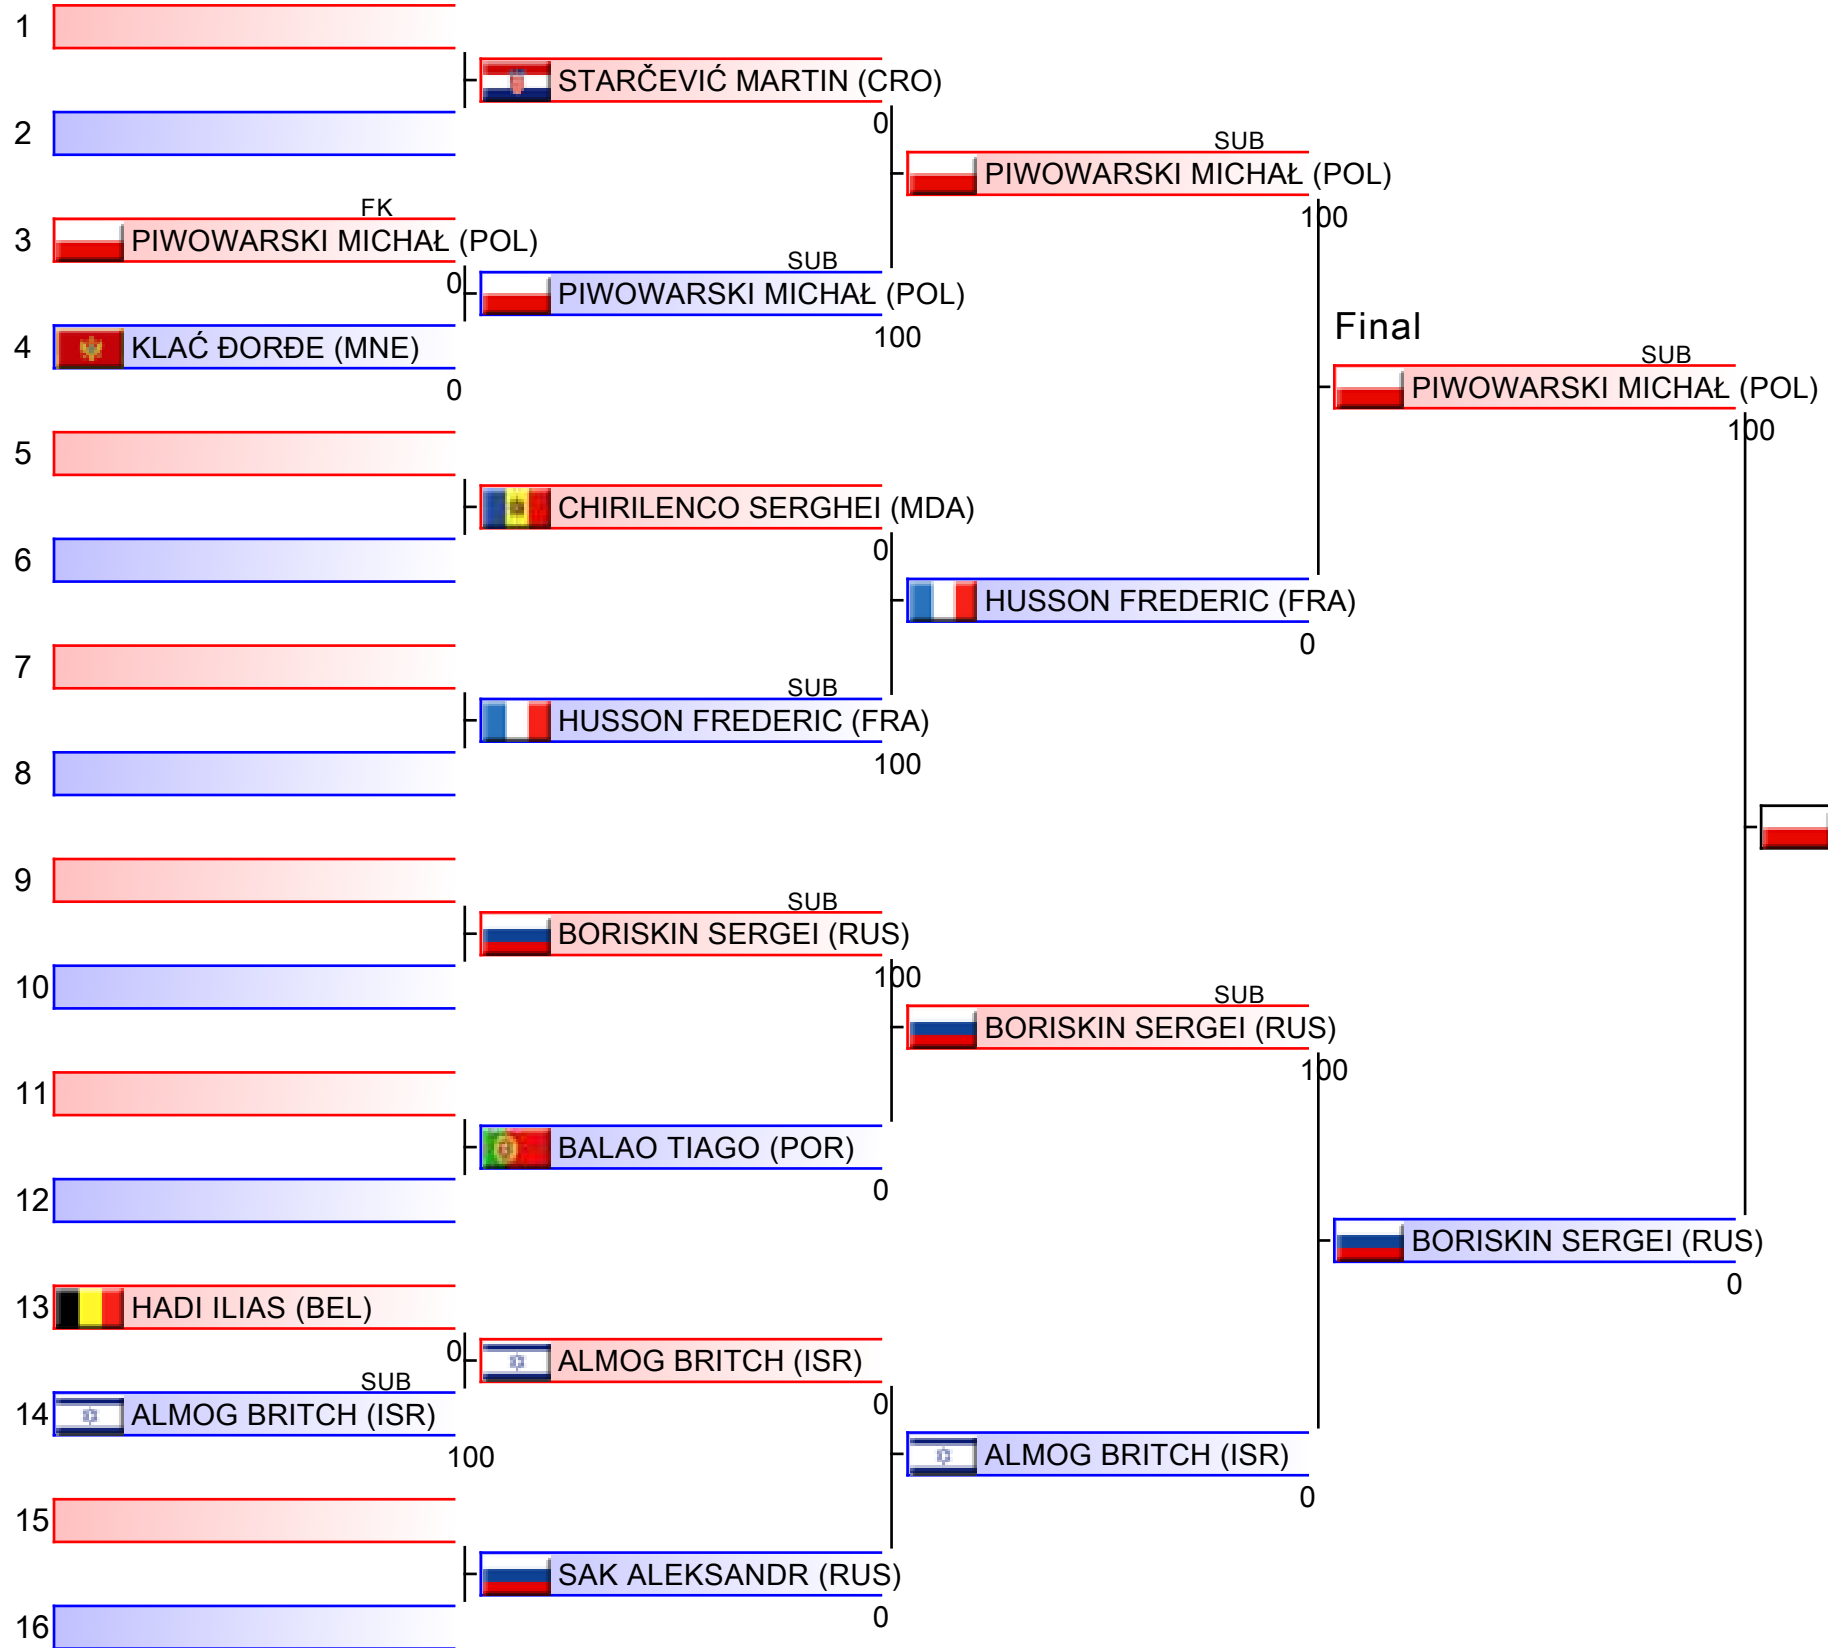 1
STARČEVIĆ MARTIN (CRO)
0
2
SUB
PIWOWARSKI MICHAŁ (POL)
100
FK
3 PIWOWARSKI MICHAŁ (POL)
0
SUB
PIWOWARSKI MICHAŁ (POL)
100
4 KLAĆ ĐORĐE (MNE)
0
Final
SUB
PIWOWARSKI MICHAŁ (POL)
100
5
CHIRILENCO SERGHEI (MDA)
0
6
HUSSON FREDERIC (FRA)
0
7
SUB
HUSSON FREDERIC (FRA)
100
8
9
SUB
BORISKIN SERGEI (RUS)
100
10
SUB
BORISKIN SERGEI (RUS)
100
11
BALAO TIAGO (POR)
0
12
BORISKIN SERGEI (RUS)
0
13 HADI ILIAS (BEL)
0
ALMOG BRITCH (ISR)
0
SUB
14 ALMOG BRITCH (ISR)
100
ALMOG BRITCH (ISR)
0
15
SAK ALEKSANDR (RUS)
0
16